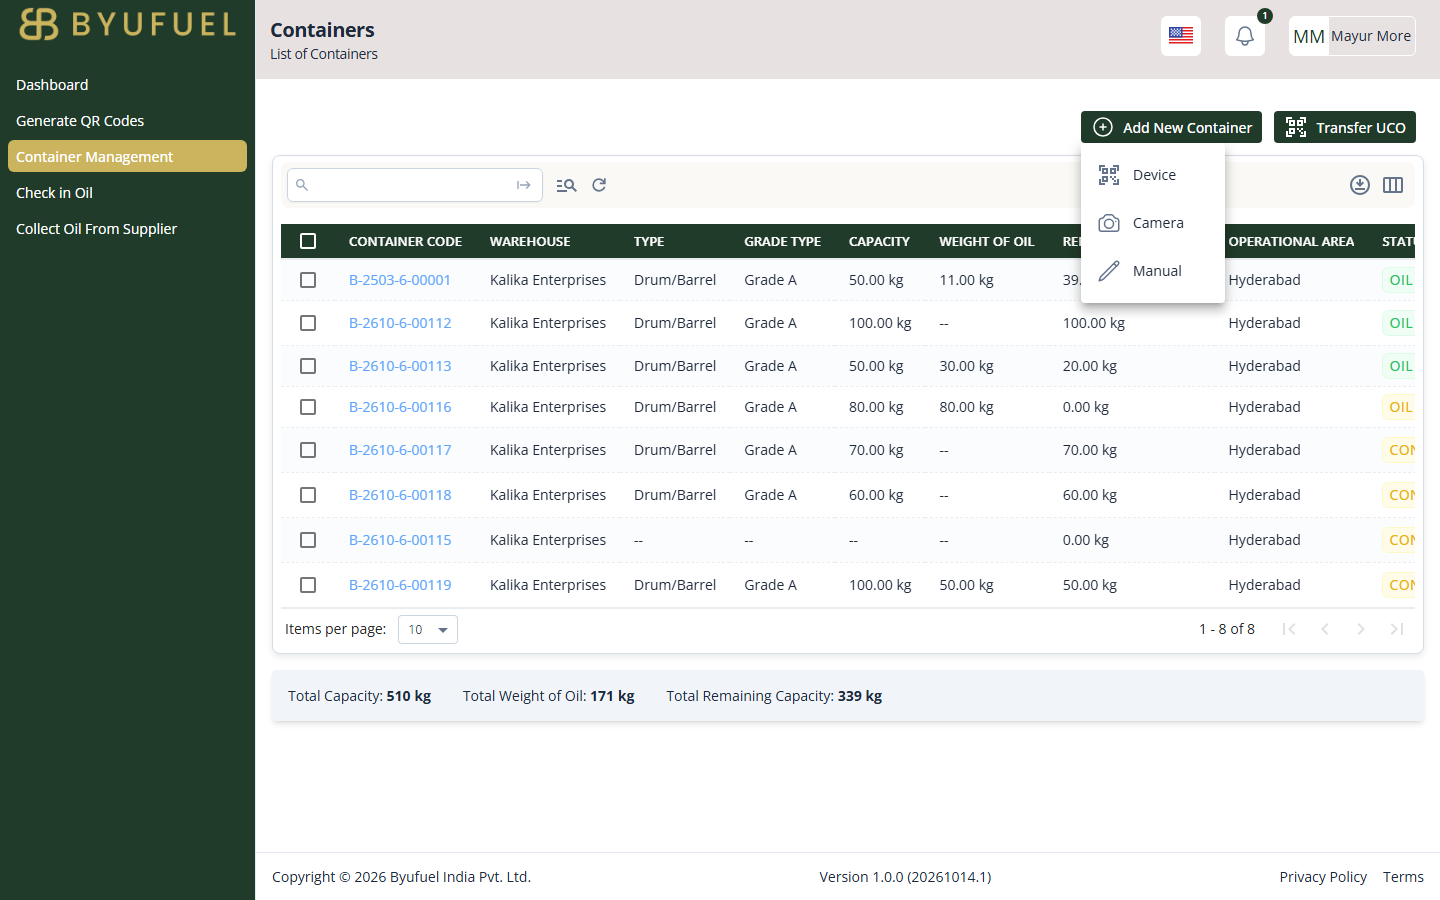 BYUFUEL
Dashboard
Generate QR Codes
Container Management
Check in Oil
Collect Oil From Supplier
Containers
List of Containers
1
MM Mayur More
Add New Container
Transfer UCO
Device
Camera
Manual
CONTAINER CODE WAREHOUSE TYPE GRADE TYPE CAPACITY WEIGHT OF OIL OPERATIONAL AREA
B-2503-6-00001 Kalika Enterprises Drum/Barrel Grade A 50.00 kg 11.00 kg 39. Hyderabad OIL
B-2610-6-00112 Kalika Enterprises Drum/Barrel Grade A 100.00 kg -- 100.00 kg Hyderabad OIL
B-2610-6-00113 Kalika Enterprises Drum/Barrel Grade A 50.00 kg 30.00 kg 20.00 kg Hyderabad OIL
B-2610-6-00116 Kalika Enterprises Drum/Barrel Grade A 80.00 kg 80.00 kg 0.00 kg Hyderabad OIL
B-2610-6-00117 Kalika Enterprises Drum/Barrel Grade A 70.00 kg -- 70.00 kg Hyderabad CON
B-2610-6-00118 Kalika Enterprises Drum/Barrel Grade A 60.00 kg -- 60.00 kg Hyderabad CON
B-2610-6-00115 Kalika Enterprises -- -- -- -- 0.00 kg Hyderabad CON
B-2610-6-00119 Kalika Enterprises Drum/Barrel Grade A 100.00 kg 50.00 kg 50.00 kg Hyderabad CON
Items per page: 10 1 - 8 of 8
Total Capacity: 510 kg Total Weight of Oil: 171 kg Total Remaining Capacity: 339 kg
Copyright © 2026 Byufuel India Pvt. Ltd. Version 1.0.0 (20261014.1) Privacy Policy Terms